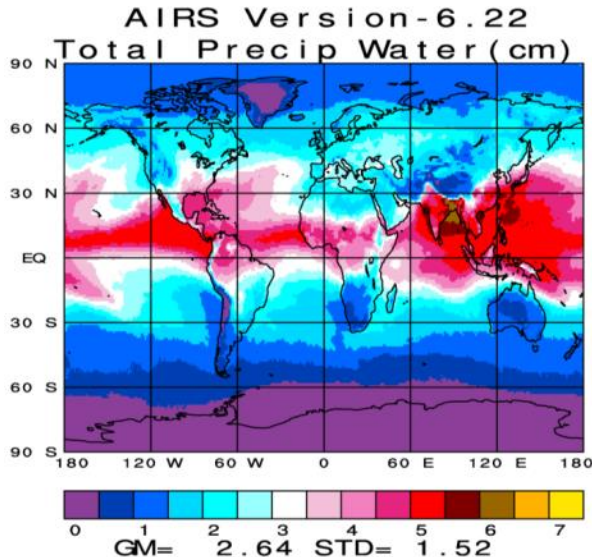 AIRS Version-6.22
Total Precip Water(cm)
90 N
60 N
30 N
EQ
30 S
60 S
90 S
180 W 120 W 60 W 0 60 E 120 E 180
0 1 2 3 4 5 6 7
GM= 2.64 STD= 1.52